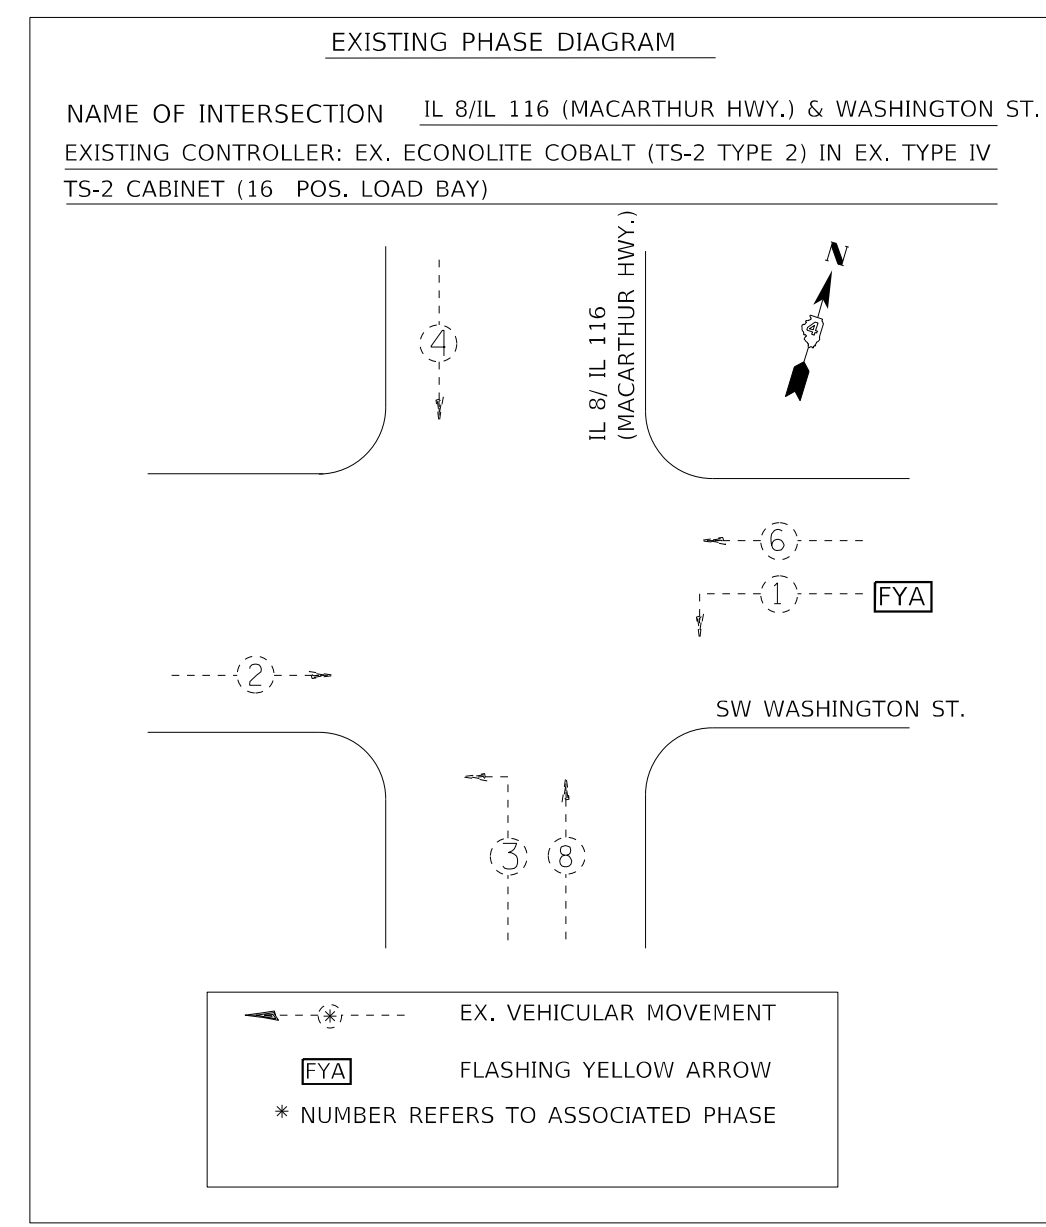 EXISTING PHASE DIAGRAM
NAME OF INTERSECTION IL 8/IL 116 (MACARTHUR HWY.) & WASHINGTON ST.
EXISTING CONTROLLER: EX. ECONOLITE COBALT (TS-2 TYPE 2) IN EX. TYPE IV
TS-2 CABINET (16 POS. LOAD BAY)
IL 8/ IL 116
(MACARTHUR HWY.)
N
4
4
6
1
FYA
2
SW WASHINGTON ST.
3
8
* EX. VEHICULAR MOVEMENT
FYA FLASHING YELLOW ARROW
* NUMBER REFERS TO ASSOCIATED PHASE